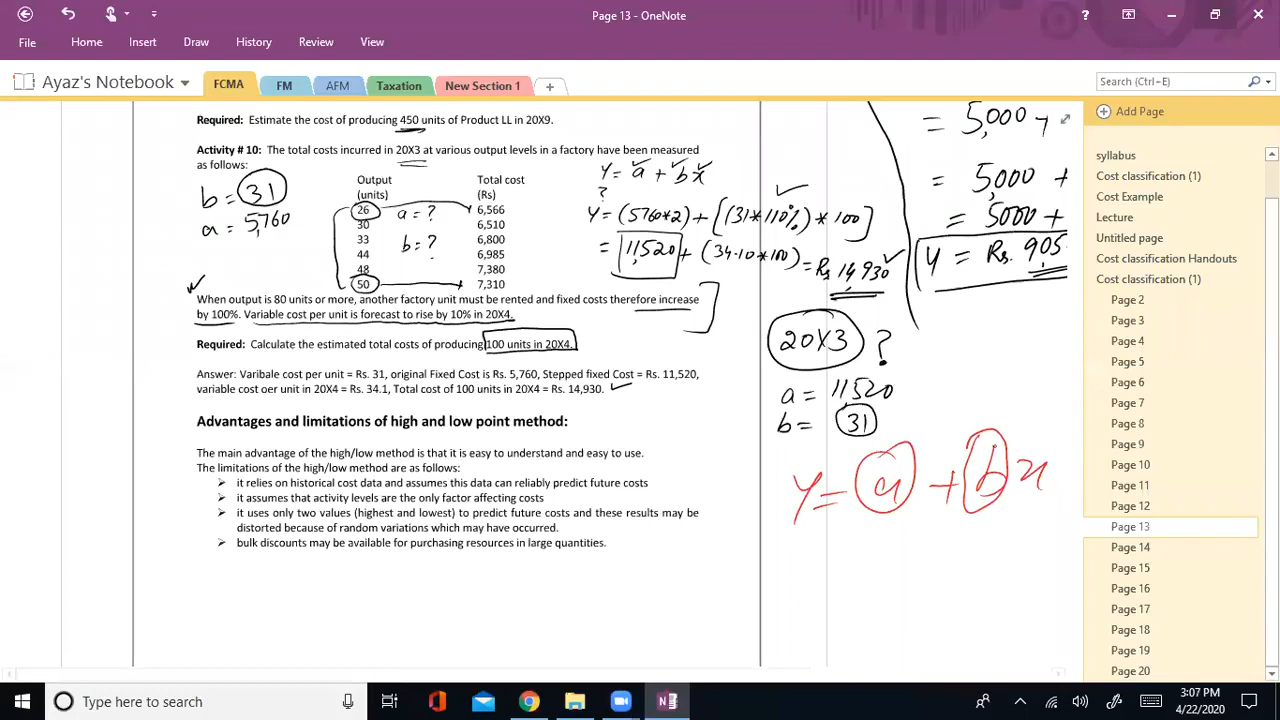 Page 13 - OneNote
File Home Insert Draw History Review View
Ayaz's Notebook FCMA FM AFM Taxation New Section 1
Search (Ctrl+E)
Add Page
syllabus
Cost classification (1)
Cost Example
Lecture
Untitled page
Cost classification Handouts
Cost classification (1)
Page 2
Page 3
Page 4
Page 5
Page 6
Page 7
Page 8
Page 9
Page 10
Page 11
Page 12
Page 13
Page 14
Page 15
Page 16
Page 17
Page 18
Page 19
Page 20
Required: Estimate the cost of producing 450 units of Product LL in 20X9.
Activity # 10: The total costs incurred in 20X3 at various output levels in a factory have been measured
as follows:
Output Total cost
(units) (Rs)
26 6,566
30 6,510
33 6,800
44 6,985
48 7,380
50 7,310
b = 31
a = 5,760
a = ?
b = ?
Y = a + bx
?
Y = (5760*2) + [(31*110%) * 100]
= 11,520 + (34.10*100) = Rs 14,930
= 5,000 +
= 5,000 +
= 5000 +
Y = Rs. 905
When output is 80 units or more, another factory unit must be rented and fixed costs therefore increase
by 100%. Variable cost per unit is forecast to rise by 10% in 20X4.
Required: Calculate the estimated total costs of producing 100 units in 20X4.
Answer: Varibale cost per unit = Rs. 31, original Fixed Cost is Rs. 5,760, Stepped fixed Cost = Rs. 11,520,
variable cost oer unit in 20X4 = Rs. 34.1, Total cost of 100 units in 20X4 = Rs. 14,930.
20X3 ?
a = 11,520
b = 31
Y = a + bx
Advantages and limitations of high and low point method:
The main advantage of the high/low method is that it is easy to understand and easy to use.
The limitations of the high/low method are as follows:
it relies on historical cost data and assumes this data can reliably predict future costs
it assumes that activity levels are the only factor affecting costs
it uses only two values (highest and lowest) to predict future costs and these results may be
distorted because of random variations which may have occurred.
bulk discounts may be available for purchasing resources in large quantities.
Type here to search
3:07 PM
4/22/2020